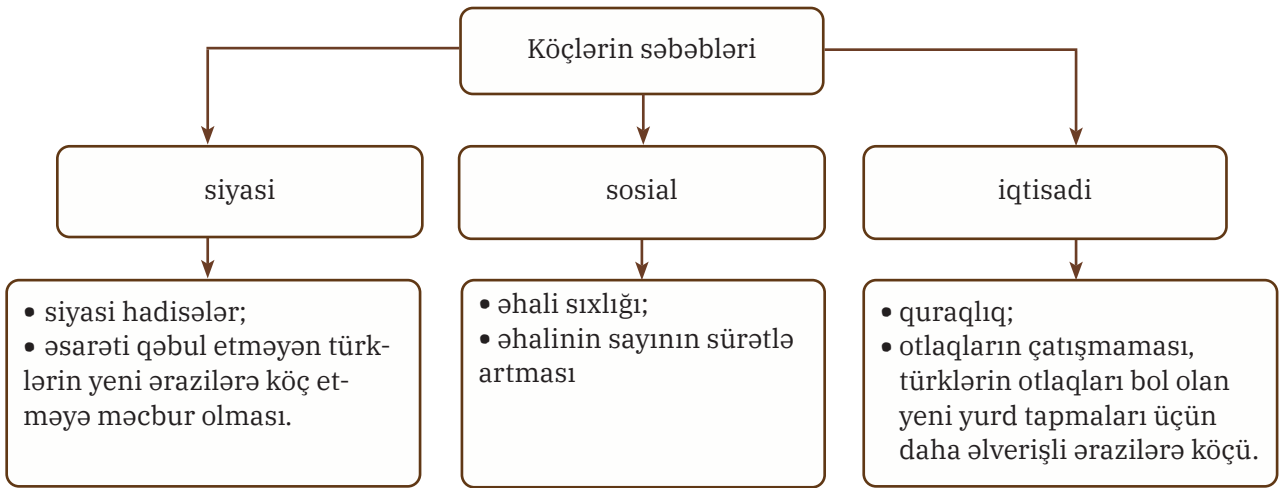 Köçlərin səbəbləri
siyasi
sosial
iqtisadi
• siyasi hadisələr;
• əsarəti qəbul etməyən türk-
lərin yeni ərazilərə köç et-
məyə məcbur olması.
• əhali sıxlığı;
• əhalinin sayının sürətlə
artması
• quraqlıq;
• otlaqların çatışmaması,
türklərin otlaqları bol olan
yeni yurd tapmaları üçün
daha əlverişli ərazilərə köçü.